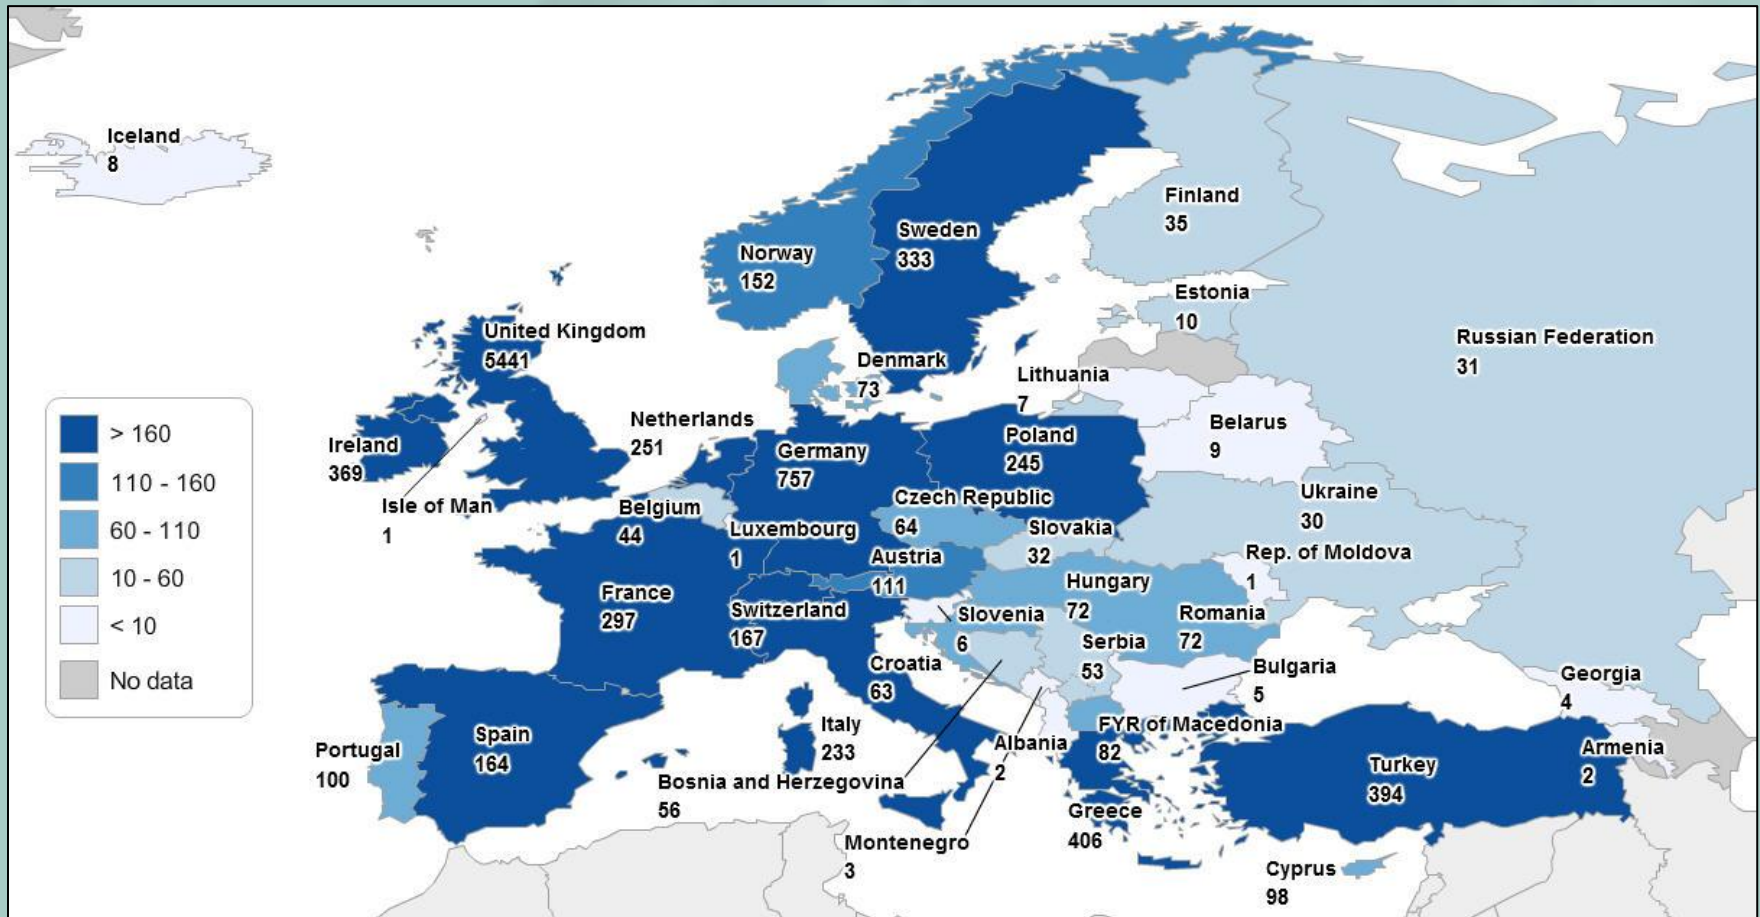 Iceland
8
Finland
35
Sweden
333
Norway
152
Estonia
10
United Kingdom
5441
Russian Federation
31
Denmark
73
Lithuania
7
Netherlands
251
Belarus
9
Ireland
369
Germany
757
Poland
245
> 160
110 - 160
60 - 110
10 - 60
< 10
No data
Isle of Man
1
Belgium
44
Czech Republic
64
Ukraine
30
Luxembourg
1
Slovakia
32
Austria
111
Rep. of Moldova
1
France
297
Switzerland
167
Hungary
72
Romania
72
Slovenia
6
Serbia
53
Croatia
63
Bulgaria
5
Georgia
4
Portugal
100
Spain
164
Italy
233
Albania
2
FYR of Macedonia
82
Armenia
2
Turkey
394
Bosnia and Herzegovina
56
Greece
406
Montenegro
3
Cyprus
98